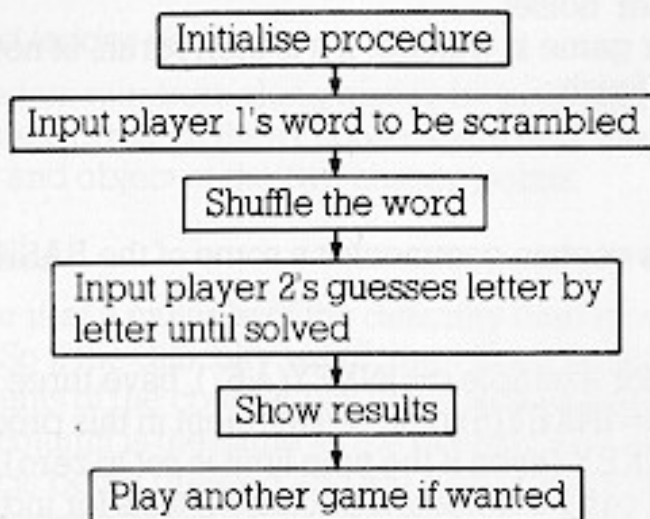 Initialise procedure
Input player 1's word to be scrambled
Shuffle the word
Input player 2's guesses letter by
letter until solved
Show results
Play another game if wanted